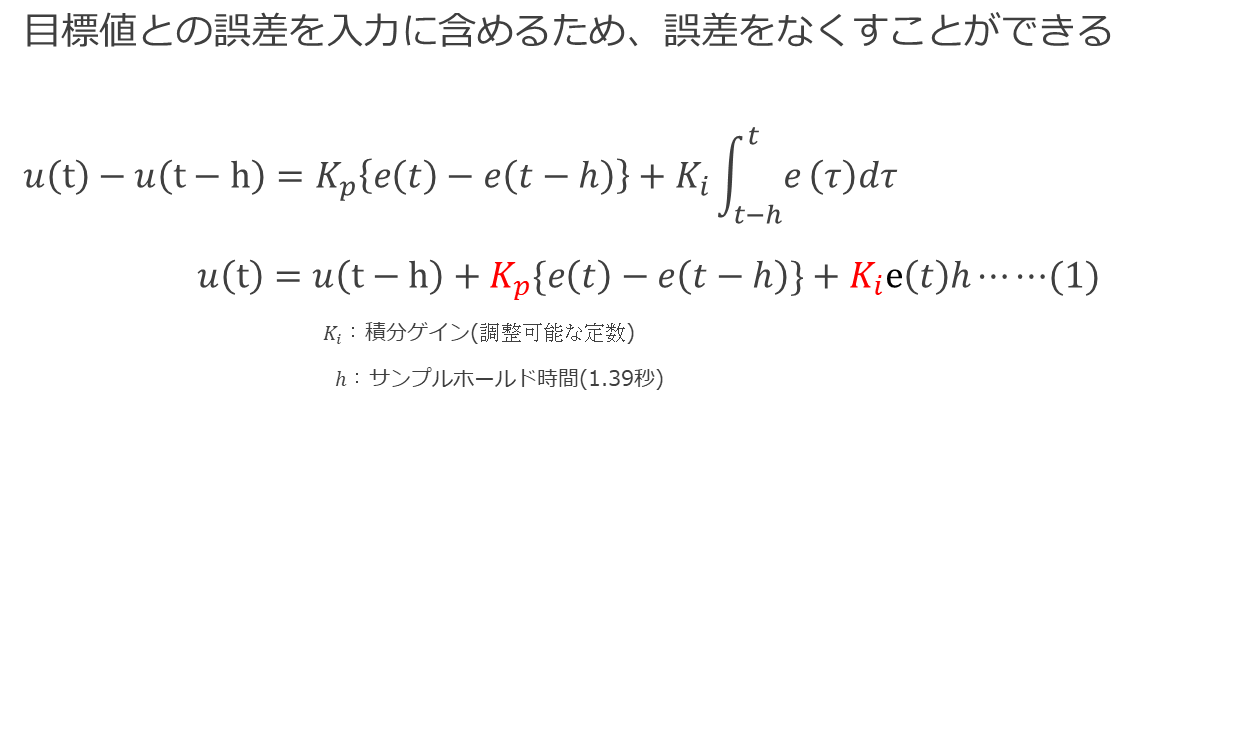 目標値との誤差を入力に含めるため、誤差をなくすことができる
u(t) − u(t − h) = K_p{e(t) − e(t − h)} + K_i ∫_{t−h}^{t} e (τ)dτ
u(t) = u(t − h) + K_p{e(t) − e(t − h)} + K_i e(t)h ⋯⋯(1)
K_i：積分ゲイン(調整可能な定数)
h：サンプルホールド時間(1.39秒)